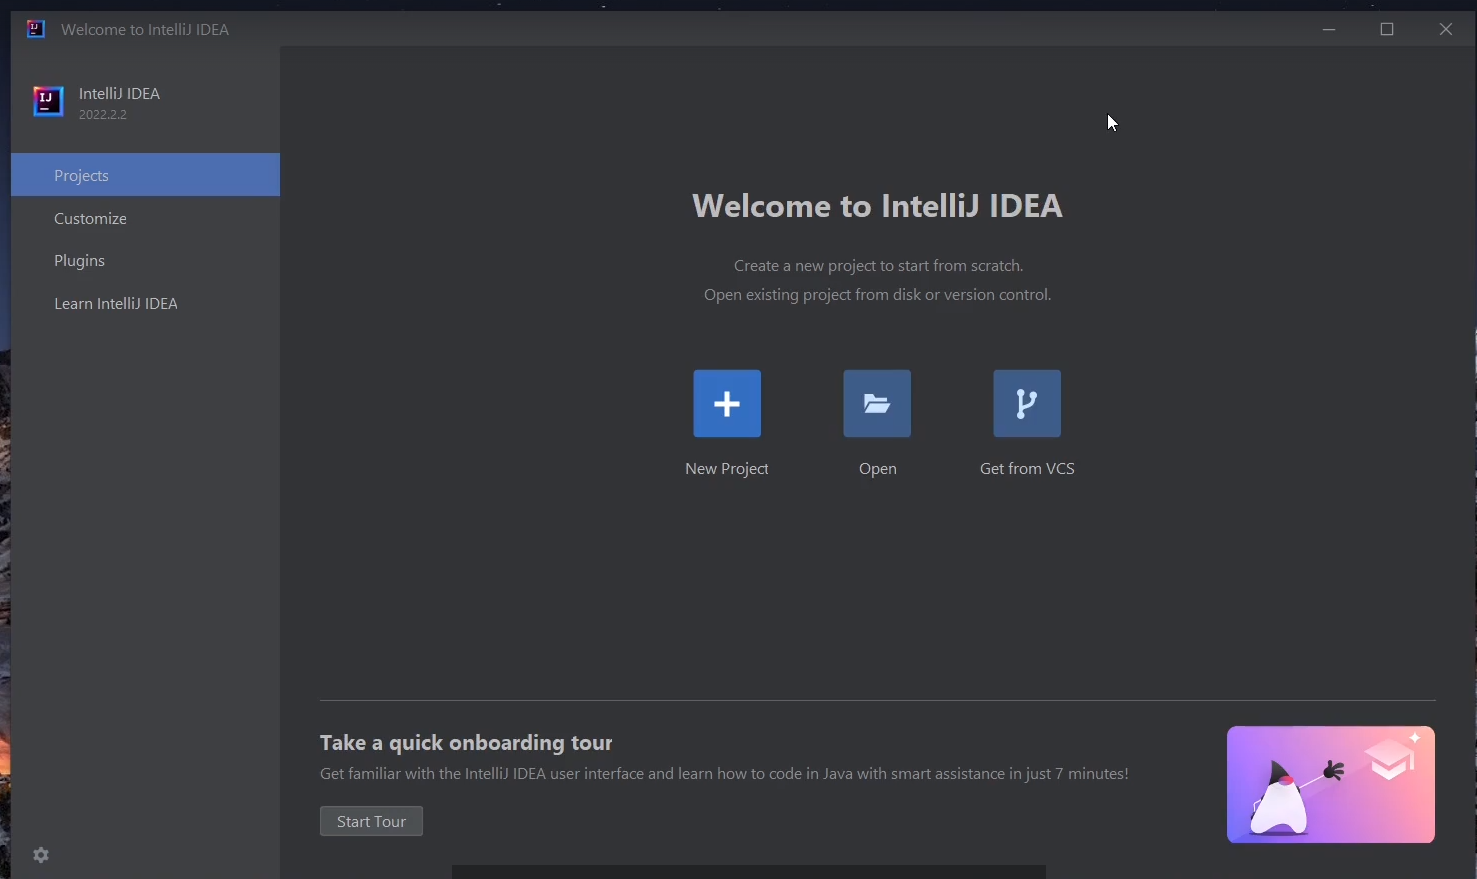 Welcome to IntelliJ IDEA
IJ
IntelliJ IDEA
2022.2.2
Projects
Customize
Plugins
Learn IntelliJ IDEA
Welcome to IntelliJ IDEA
Create a new project to start from scratch.
Open existing project from disk or version control.
New Project
Open
Get from VCS
Take a quick onboarding tour
Get familiar with the IntelliJ IDEA user interface and learn how to code in Java with smart assistance in just 7 minutes!
Start Tour